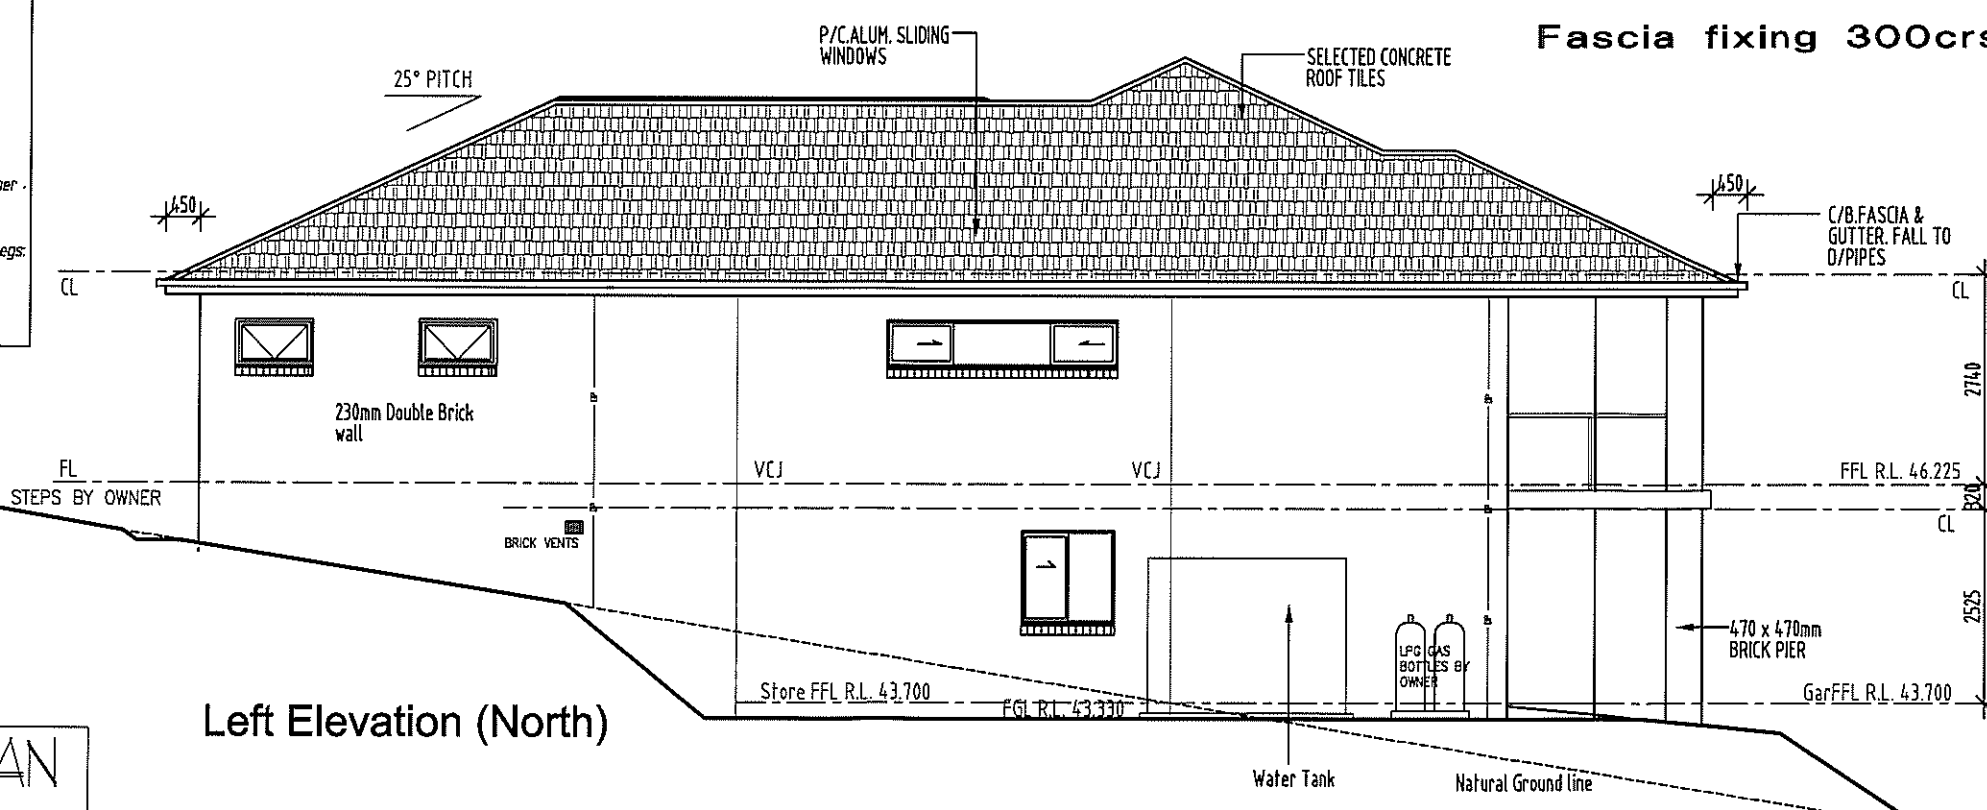 P/C.ALUM. SLIDING
WINDOWS
Fascia fixing 300crs
SELECTED CONCRETE
ROOF TILES
25° PITCH
450
450
C/B.FASCIA &
GUTTER. FALL TO
D/PIPES
egs:
CL
CL
2740
230mm Double Brick
wall
FL
VCJ
VCJ
FFL R.L. 46.225
STEPS BY OWNER
320
CL
BRICK VENTS
2525
470 x 470mm
BRICK PIER
LPG GAS
BOTTLES BY
OWNER
Store FFL R.L. 43.700
GarFFL R.L. 43.700
FGL R.L. 43.330
Left Elevation (North)
Water Tank
Natural Ground line
AN